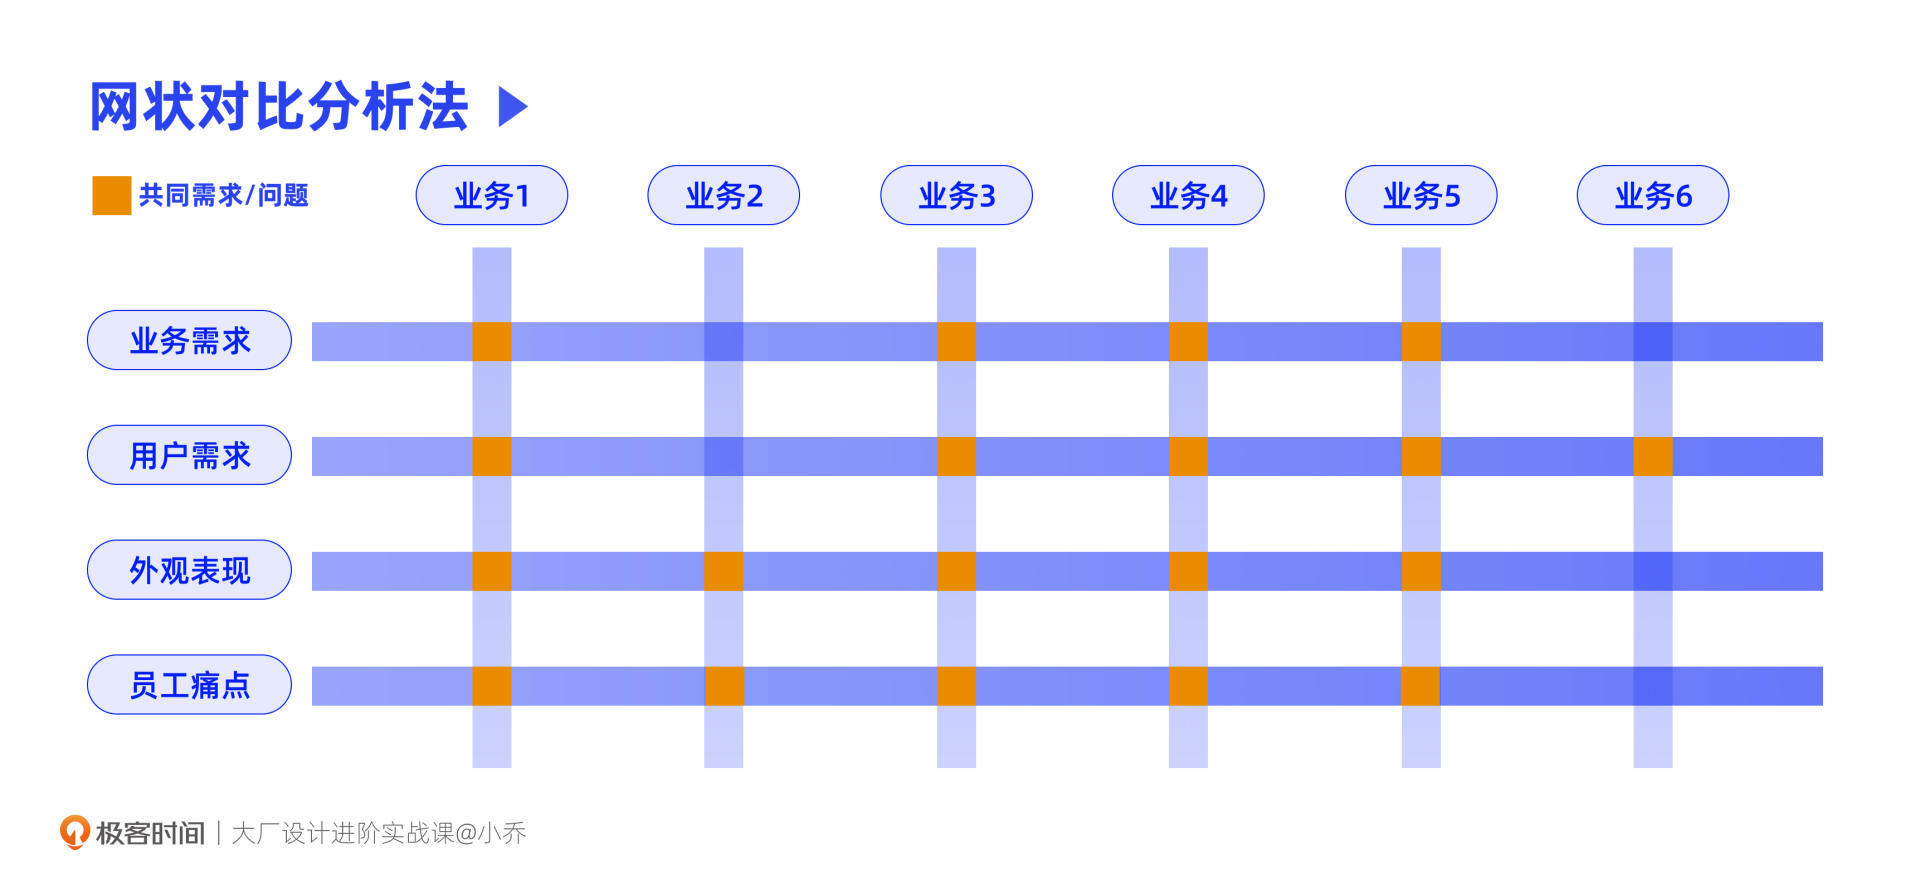 网状对比分析法
共同需求/问题
业务1
业务2
业务3
业务4
业务5
业务6
业务需求
用户需求
外观表现
员工痛点
极客时间 | 大厂设计进阶实战课@小乔